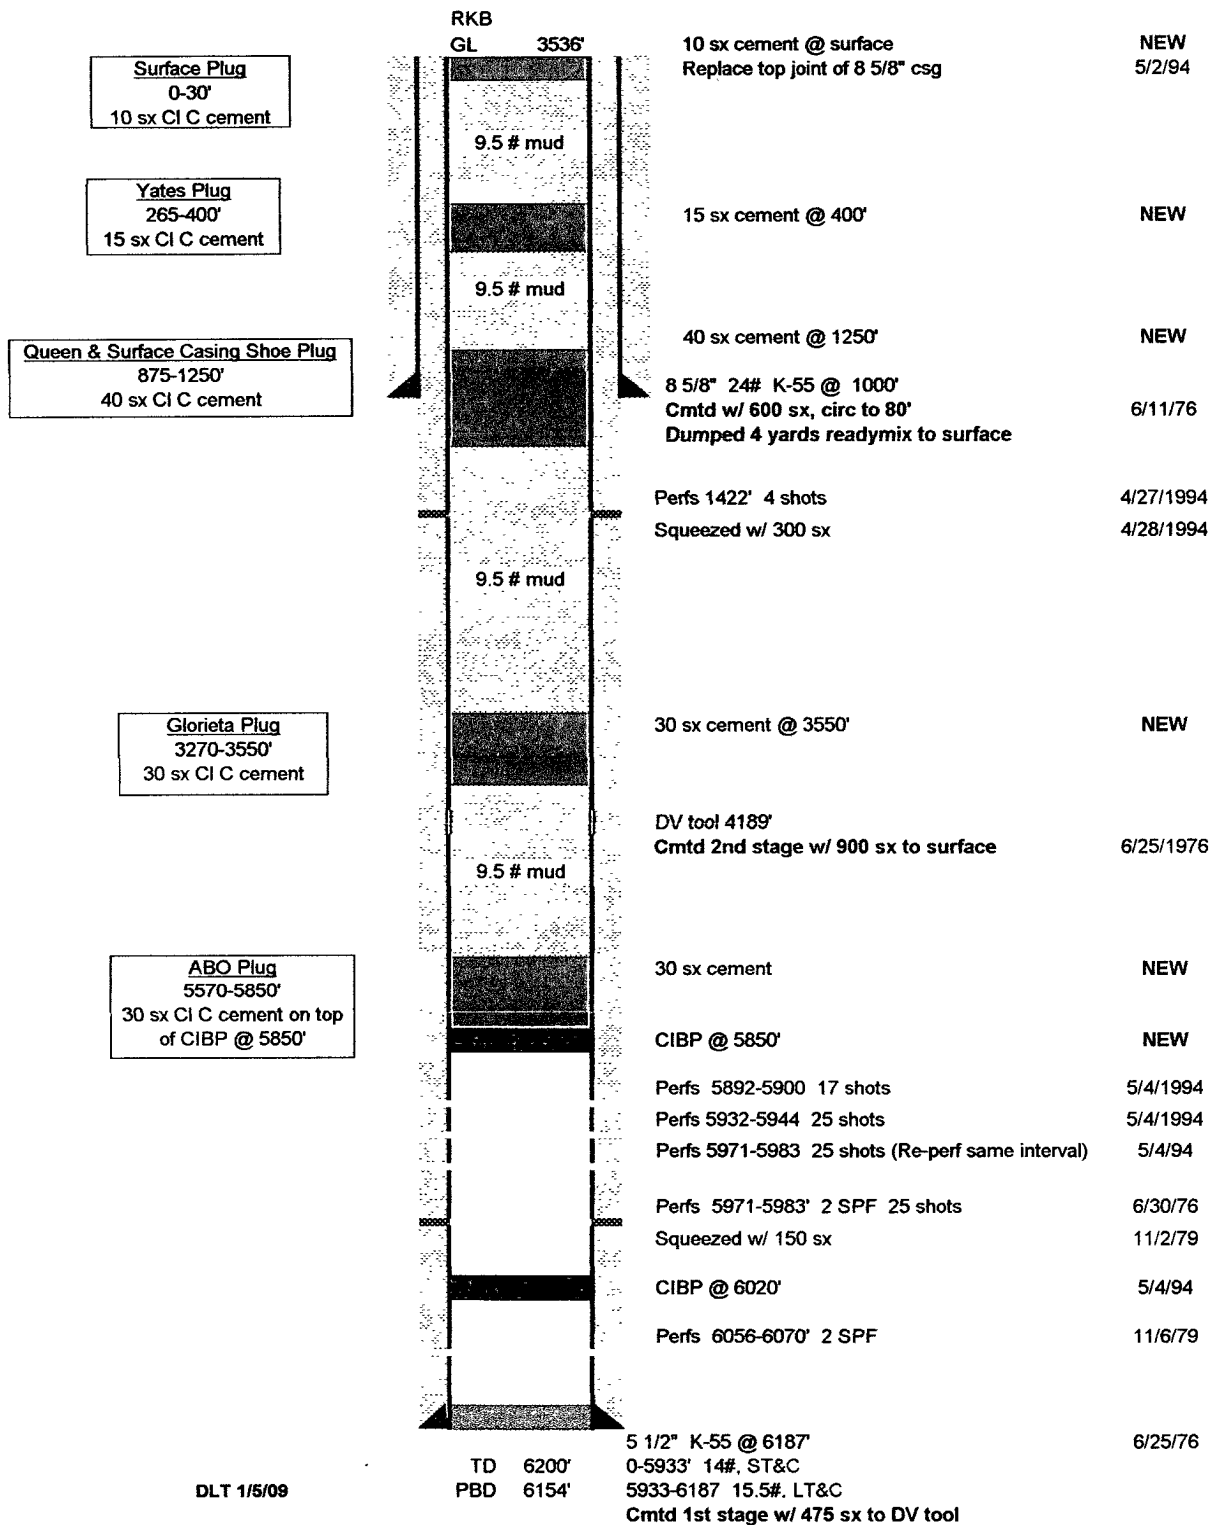 RKB
GL 3536'
10 sx cement @ surface NEW
Replace top joint of 8 5/8" csg 5/2/94
Surface Plug
0-30'
10 sx Cl C cement
9.5 # mud
Yates Plug
265-400'
15 sx Cl C cement
15 sx cement @ 400' NEW
9.5 # mud
40 sx cement @ 1250' NEW
Queen & Surface Casing Shoe Plug
875-1250'
40 sx Cl C cement
8 5/8" 24# K-55 @ 1000'
Cmtd w/ 600 sx, circ to 80' 6/11/76
Dumped 4 yards readymix to surface
Perfs 1422' 4 shots 4/27/1994
Squeezed w/ 300 sx 4/28/1994
9.5 # mud
Glorieta Plug
3270-3550'
30 sx Cl C cement
30 sx cement @ 3550' NEW
DV tool 4189'
Cmtd 2nd stage w/ 900 sx to surface 6/25/1976
9.5 # mud
ABO Plug
5570-5850'
30 sx Cl C cement on top
of CIBP @ 5850'
30 sx cement NEW
CIBP @ 5850' NEW
Perfs 5892-5900 17 shots 5/4/1994
Perfs 5932-5944 25 shots 5/4/1994
Perfs 5971-5983 25 shots (Re-perf same interval) 5/4/94
Perfs 5971-5983' 2 SPF 25 shots 6/30/76
Squeezed w/ 150 sx 11/2/79
CIBP @ 6020' 5/4/94
Perfs 6056-6070' 2 SPF 11/6/79
5 1/2" K-55 @ 6187' 6/25/76
TD 6200' 0-5933' 14#, ST&C
DLT 1/5/09 PBD 6154' 5933-6187 15.5#, LT&C
Cmtd 1st stage w/ 475 sx to DV tool